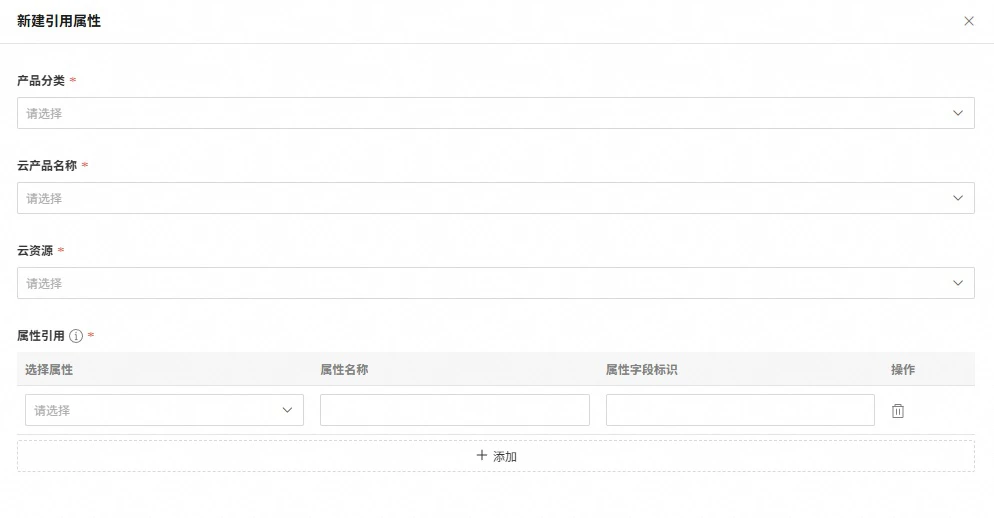 新建引用属性
产品分类 *
请选择
云产品名称 *
请选择
云资源 *
请选择
属性引用 *
选择属性 属性名称 属性字段标识 操作
请选择
+ 添加